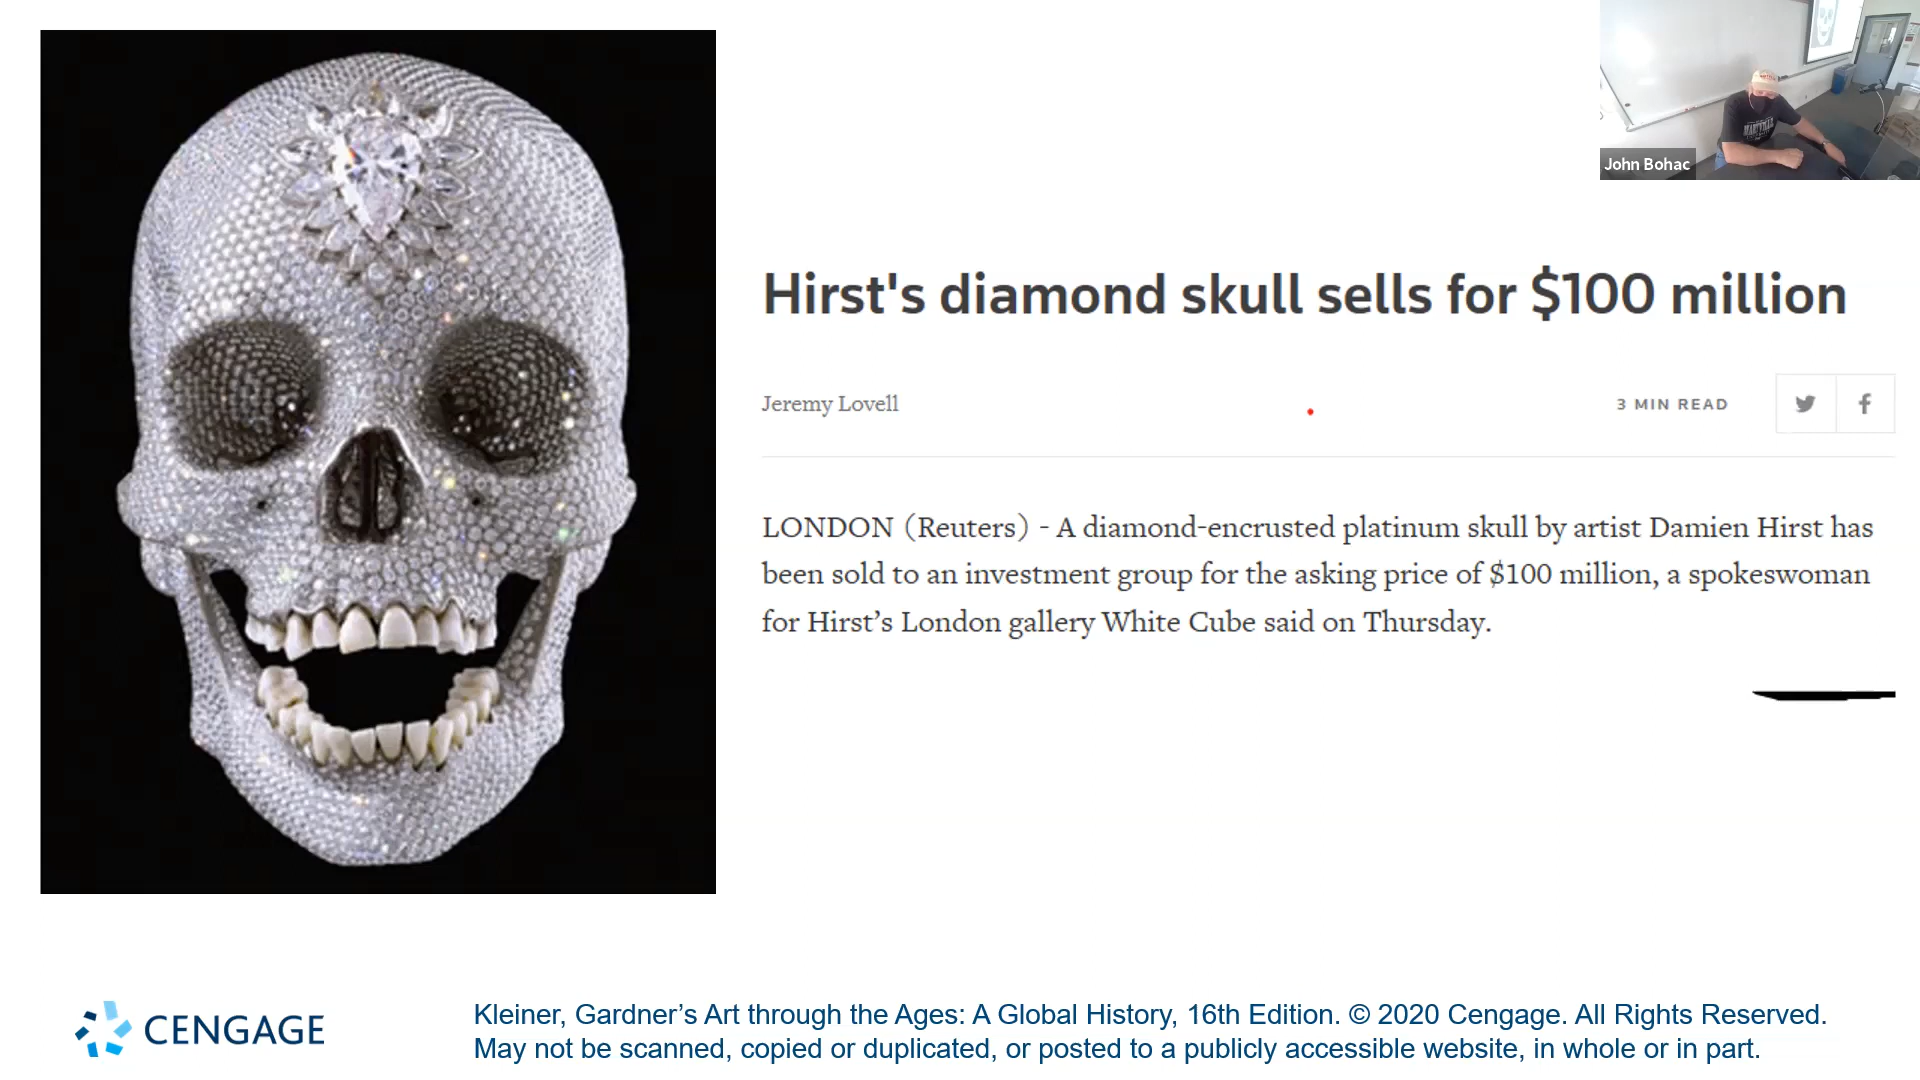 John Bohac
Hirst's diamond skull sells for $100 million
Jeremy Lovell
3 MIN READ
LONDON (Reuters) - A diamond-encrusted platinum skull by artist Damien Hirst has
been sold to an investment group for the asking price of $100 million, a spokeswoman
for Hirst’s London gallery White Cube said on Thursday.
CENGAGE
Kleiner, Gardner’s Art through the Ages: A Global History, 16th Edition. © 2020 Cengage. All Rights Reserved.
May not be scanned, copied or duplicated, or posted to a publicly accessible website, in whole or in part.